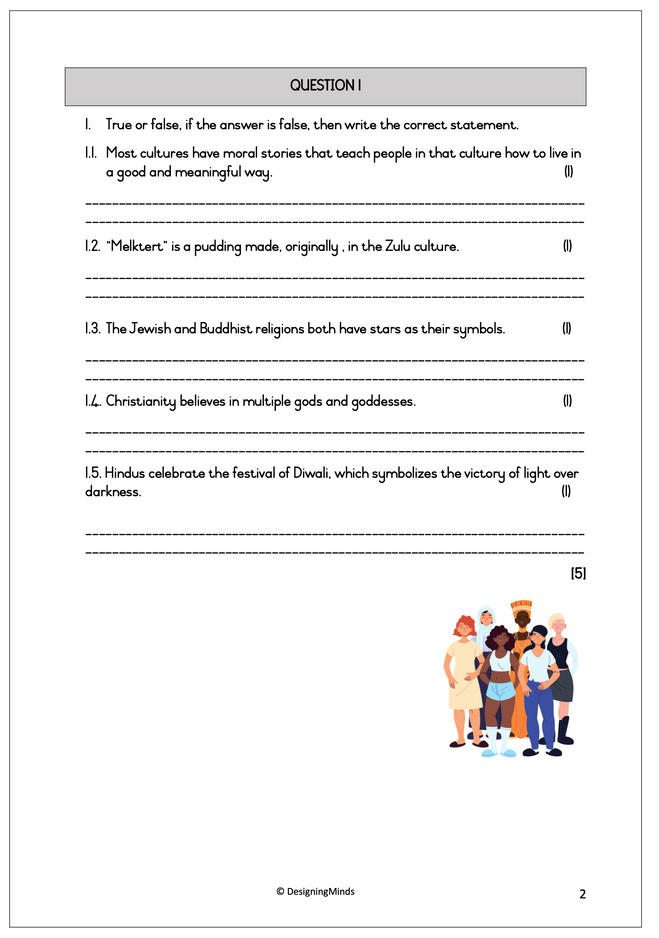 QUESTION 1
1. True or false, if the answer is false, then write the correct statement.
1.1. Most cultures have moral stories that teach people in that culture how to live in
a good and meaningful way. (1)
1.2. “Melktert” is a pudding made, originally , in the Zulu culture. (1)
1.3. The Jewish and Buddhist religions both have stars as their symbols. (1)
1.4. Christianity believes in multiple gods and goddesses. (1)
1.5. Hindus celebrate the festival of Diwali, which symbolizes the victory of light over
darkness. (1)
[5]
© DesigningMinds
2